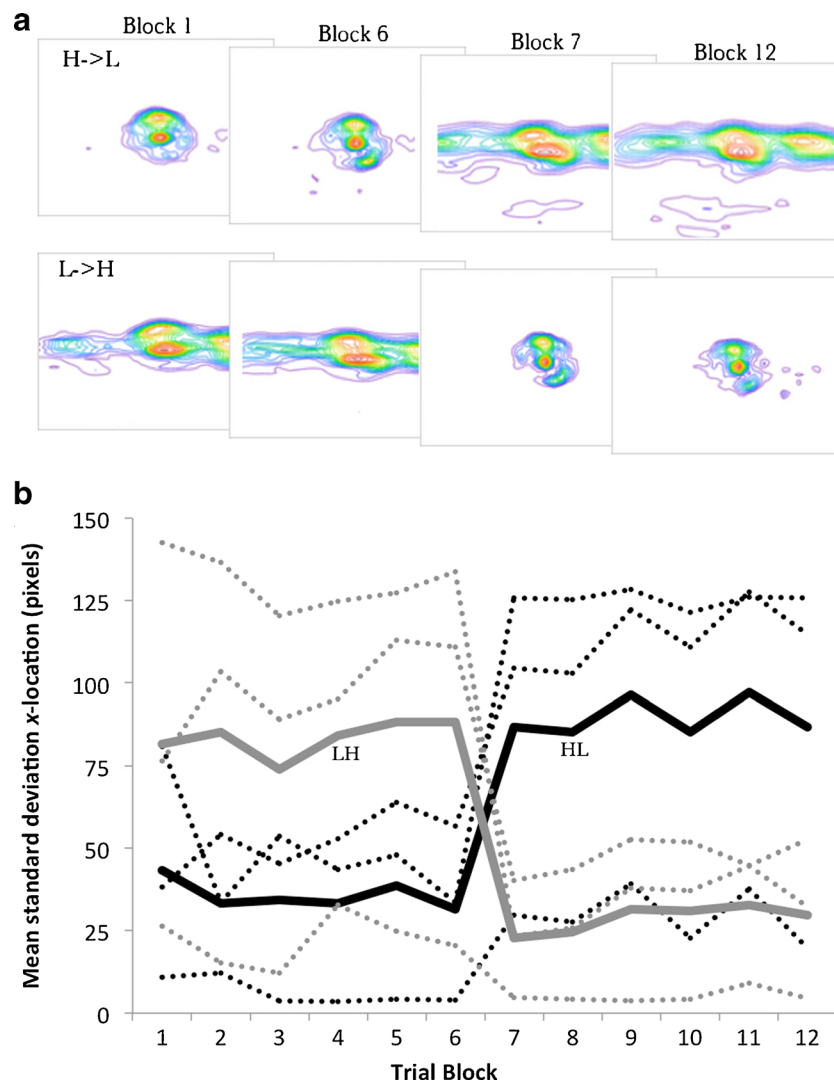 a
Block 1
Block 6
Block 7
Block 12
H->L
L->H
b
Mean standard deviation x-location (pixels)
150
125
100
75
50
25
0
LH
HL
1 2 3 4 5 6 7 8 9 10 11 12
Trial Block